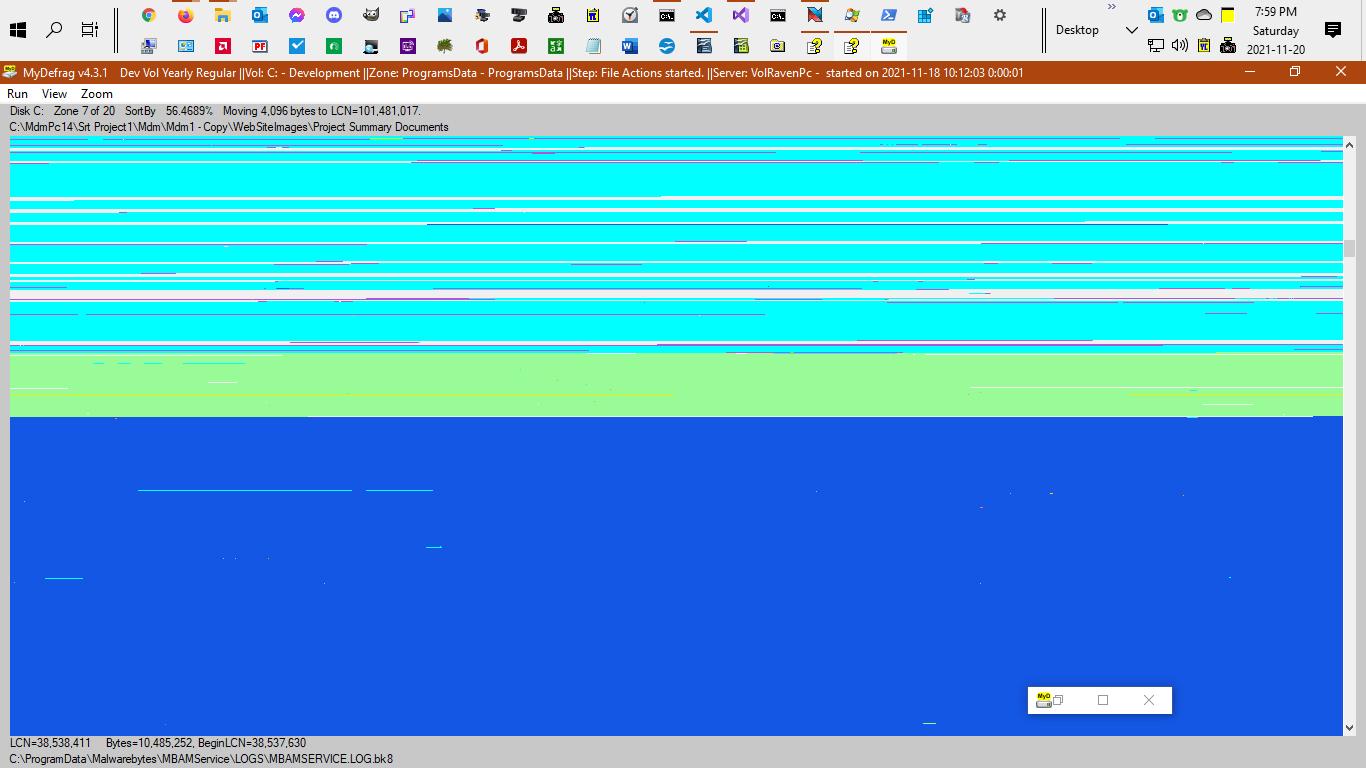 7:59 PM
Desktop
Saturday
2021-11-20
MyDefrag v4.3.1    Dev Vol Yearly Regular ||Vol: C: - Development ||Zone: ProgramsData - ProgramsData ||Step: File Actions started. ||Server: VolRavenPc -  started on 2021-11-18 10:12:03 0:00:01
Run View Zoom
Disk C:   Zone 7 of 20   SortBy   56.4689%   Moving 4,096 bytes to LCN=101,481,017.
C:\MdmPc14\Srt Project1\Mdm\Mdm1 - Copy\WebSiteImages\Project Summary Documents
MyD
LCN=38,538,411    Bytes=10,485,252, BeginLCN=38,537,630
C:\ProgramData\Malwarebytes\MBAMService\LOGS\MBAMSERVICE.LOG.bk8